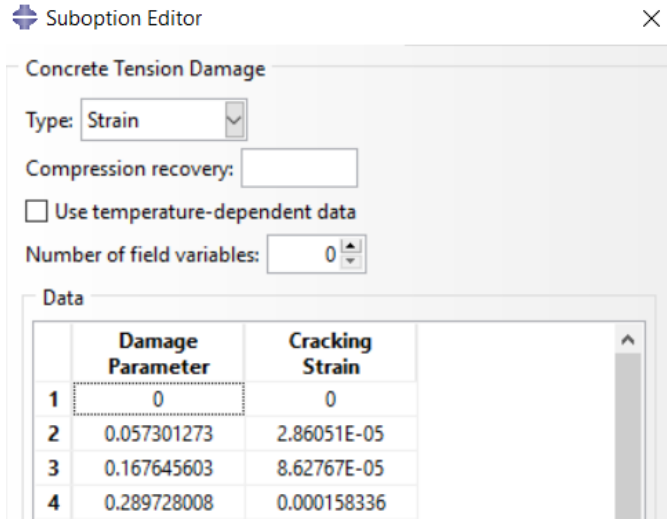 Suboption Editor
Concrete Tension Damage
Type: Strain
Compression recovery:
Use temperature-dependent data
Number of field variables: 0
Data
Damage Parameter Cracking Strain
1 0 0
2 0.057301273 2.86051E-05
3 0.167645603 8.62767E-05
4 0.289728008 0.000158336